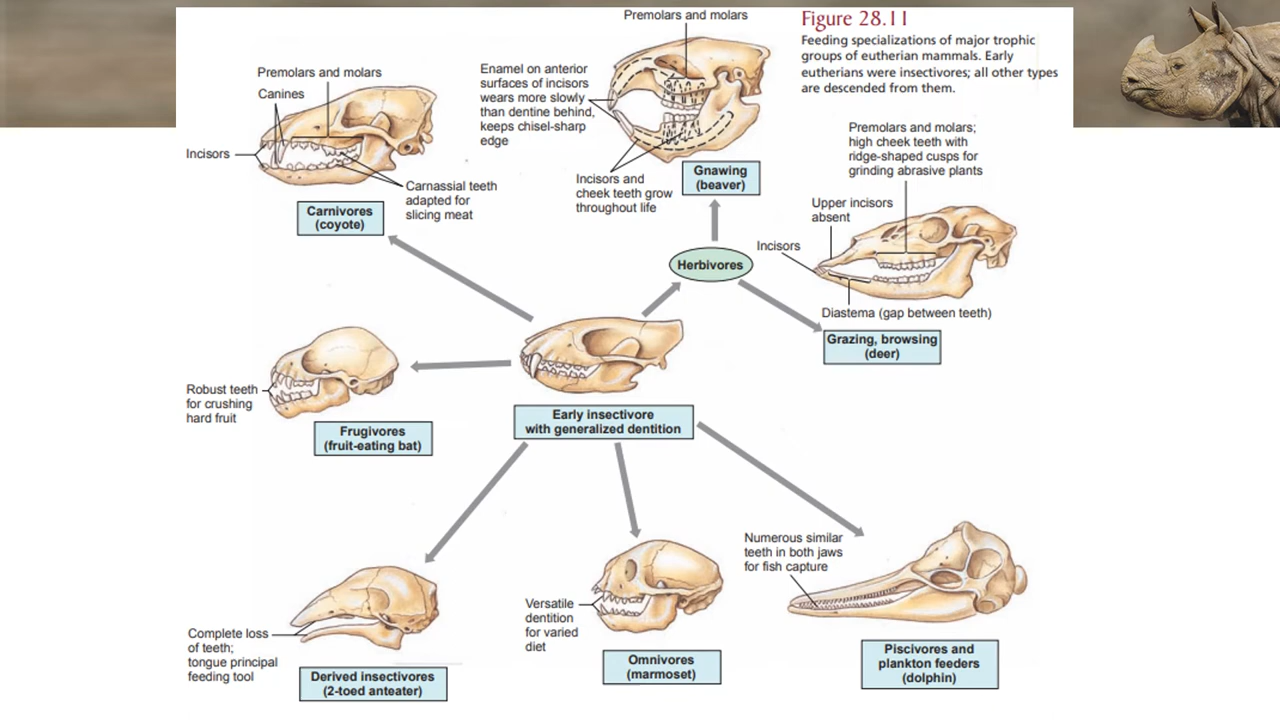 Figure 28.11
Feeding specializations of major trophic
groups of eutherian mammals. Early
eutherians were insectivores; all other types
are descended from them.
Premolars and molars
Canines
Incisors
Carnassial teeth
adapted for
slicing meat
Carnivores
(coyote)
Premolars and molars
Enamel on anterior
surfaces of incisors
wears more slowly
than dentine behind,
keeps chisel-sharp
edge
Incisors and
cheek teeth grow
throughout life
Gnawing
(beaver)
Herbivores
Premolars and molars;
high cheek teeth with
ridge-shaped cusps for
grinding abrasive plants
Upper incisors
absent
Incisors
Diastema (gap between teeth)
Grazing, browsing
(deer)
Robust teeth
for crushing
hard fruit
Frugivores
(fruit-eating bat)
Early insectivore
with generalized dentition
Complete loss
of teeth;
tongue principal
feeding tool
Derived insectivores
(2-toed anteater)
Versatile
dentition
for varied
diet
Omnivores
(marmoset)
Numerous similar
teeth in both jaws
for fish capture
Piscivores and
plankton feeders
(dolphin)